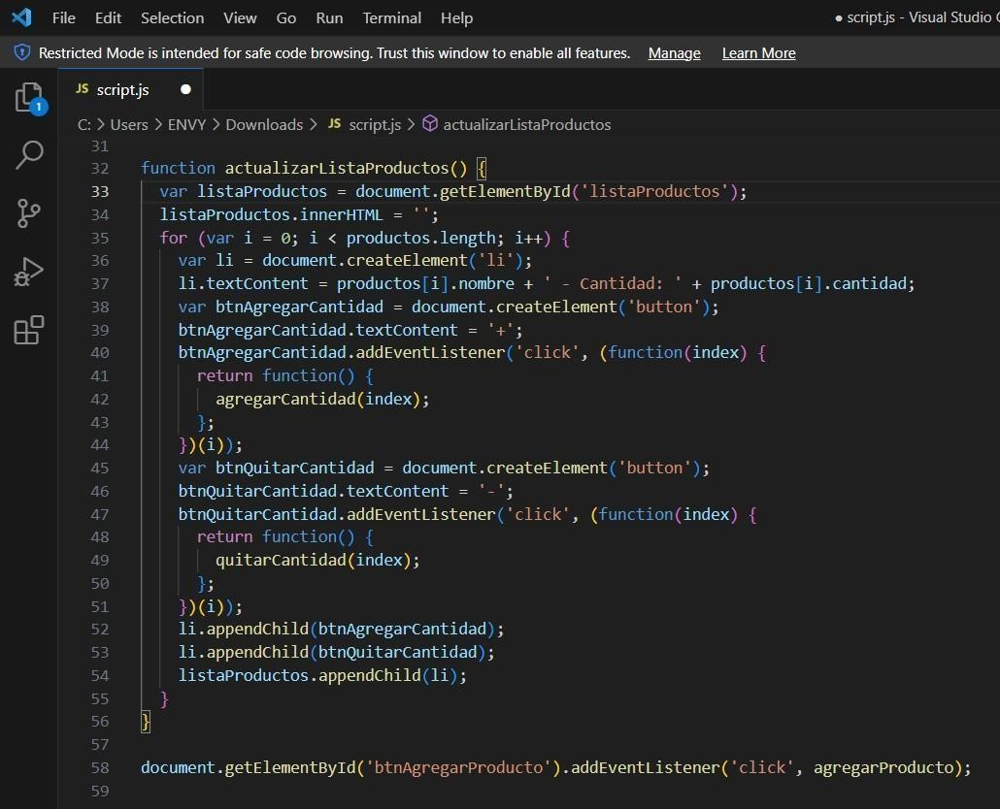 File Edit Selection View Go Run Terminal Help ● script.js - Visual Studio
Restricted Mode is intended for safe code browsing. Trust this window to enable all features. Manage Learn More
JS script.js ●
1
C: > Users > ENVY > Downloads > JS script.js > actualizarListaProductos
31
32 function actualizarListaProductos() {
33   var listaProductos = document.getElementById('listaProductos');
34   listaProductos.innerHTML = '';
35   for (var i = 0; i < productos.length; i++) {
36     var li = document.createElement('li');
37     li.textContent = productos[i].nombre + ' - Cantidad: ' + productos[i].cantidad;
38     var btnAgregarCantidad = document.createElement('button');
39     btnAgregarCantidad.textContent = '+';
40     btnAgregarCantidad.addEventListener('click', (function(index) {
41       return function() {
42         agregarCantidad(index);
43       };
44     })(i));
45     var btnQuitarCantidad = document.createElement('button');
46     btnQuitarCantidad.textContent = '-';
47     btnQuitarCantidad.addEventListener('click', (function(index) {
48       return function() {
49         quitarCantidad(index);
50       };
51     })(i));
52     li.appendChild(btnAgregarCantidad);
53     li.appendChild(btnQuitarCantidad);
54     listaProductos.appendChild(li);
55   }
56 }
57
58 document.getElementById('btnAgregarProducto').addEventListener('click', agregarProducto);
59